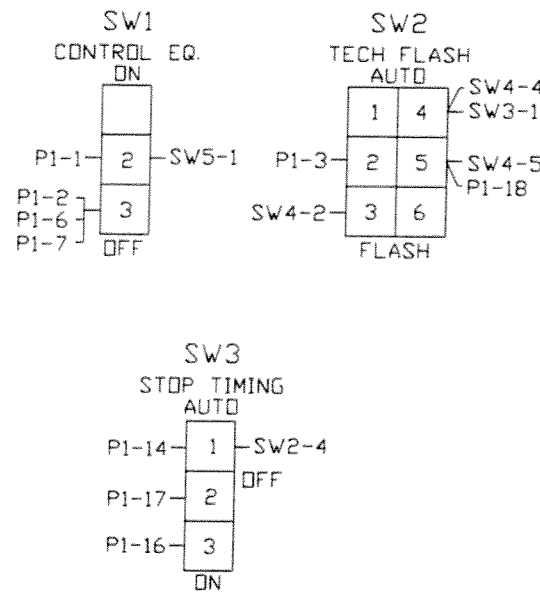 SW1
CONTROL EQ.
ON
P1-1 2 SW5-1
P1-2
P1-6 3
P1-7
OFF
SW2
TECH FLASH
AUTO
SW4-4
1 4 SW3-1
P1-3 2 5 SW4-5
P1-18
SW4-2 3 6
FLASH
SW3
STOP TIMING
AUTO
P1-14 1 SW2-4
OFF
P1-17 2
P1-16 3
ON